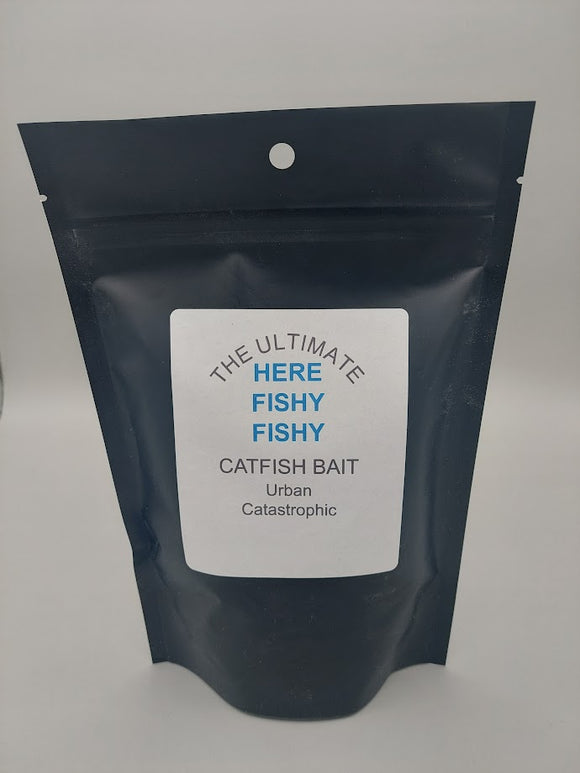 THE ULTIMATE
HERE
FISHY
FISHY
CATFISH BAIT
Urban
Catastrophic